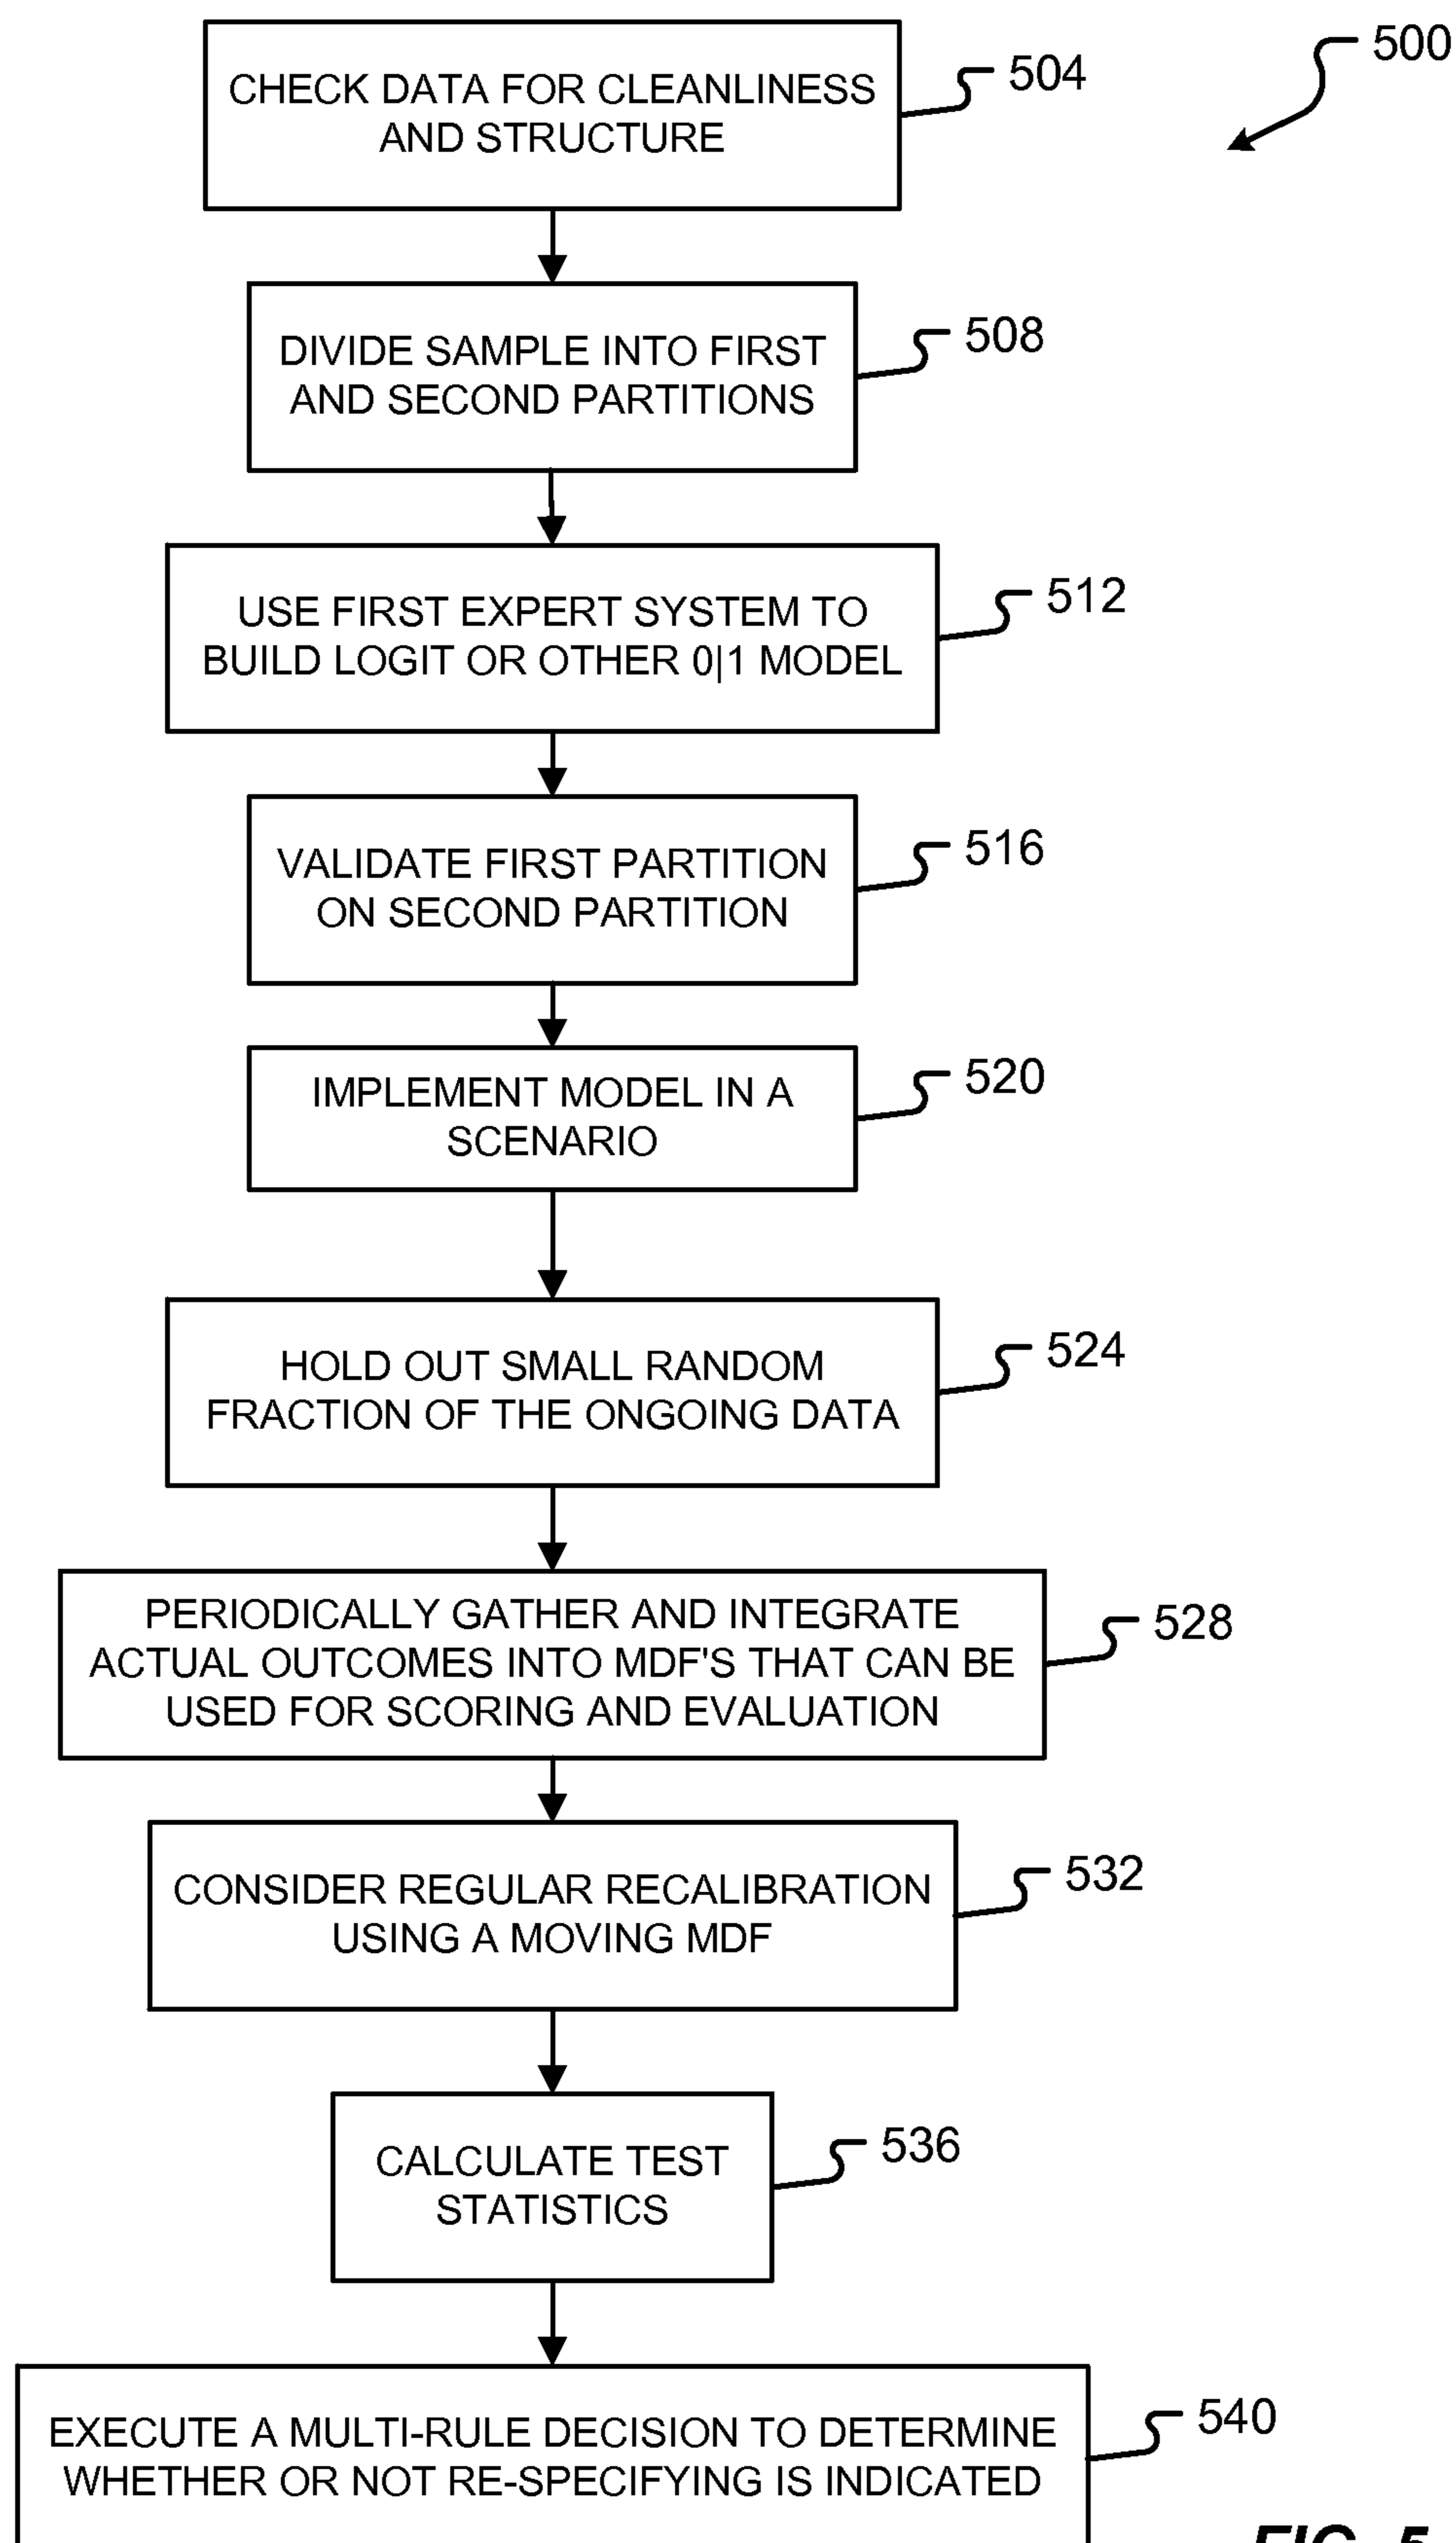 500
CHECK DATA FOR CLEANLINESS
AND STRUCTURE
504
DIVIDE SAMPLE INTO FIRST
AND SECOND PARTITIONS
508
USE FIRST EXPERT SYSTEM TO
BUILD LOGIT OR OTHER 0|1 MODEL
512
VALIDATE FIRST PARTITION
ON SECOND PARTITION
516
IMPLEMENT MODEL IN A
SCENARIO
520
HOLD OUT SMALL RANDOM
FRACTION OF THE ONGOING DATA
524
PERIODICALLY GATHER AND INTEGRATE
ACTUAL OUTCOMES INTO MDF'S THAT CAN BE
USED FOR SCORING AND EVALUATION
528
CONSIDER REGULAR RECALIBRATION
USING A MOVING MDF
532
CALCULATE TEST
STATISTICS
536
EXECUTE A MULTI-RULE DECISION TO DETERMINE
WHETHER OR NOT RE-SPECIFYING IS INDICATED
540
FIG. 5